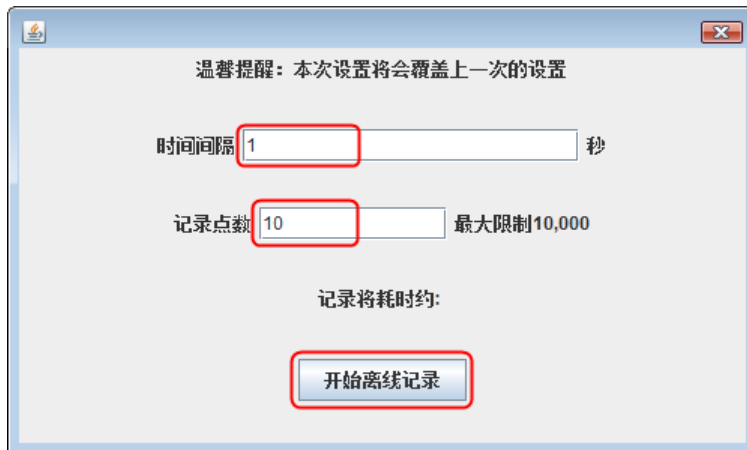 温馨提醒：本次设置将会覆盖上一次的设置
时间间隔 1 秒
记录点数 10 最大限制10,000
记录将耗时约:
开始离线记录